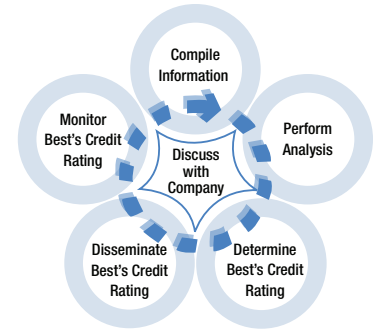 Compile
Information
Perform
Analysis
Determine
Best's Credit
Rating
Disseminate
Best's Credit
Rating
Monitor
Best's Credit
Rating
Discuss
with
Company